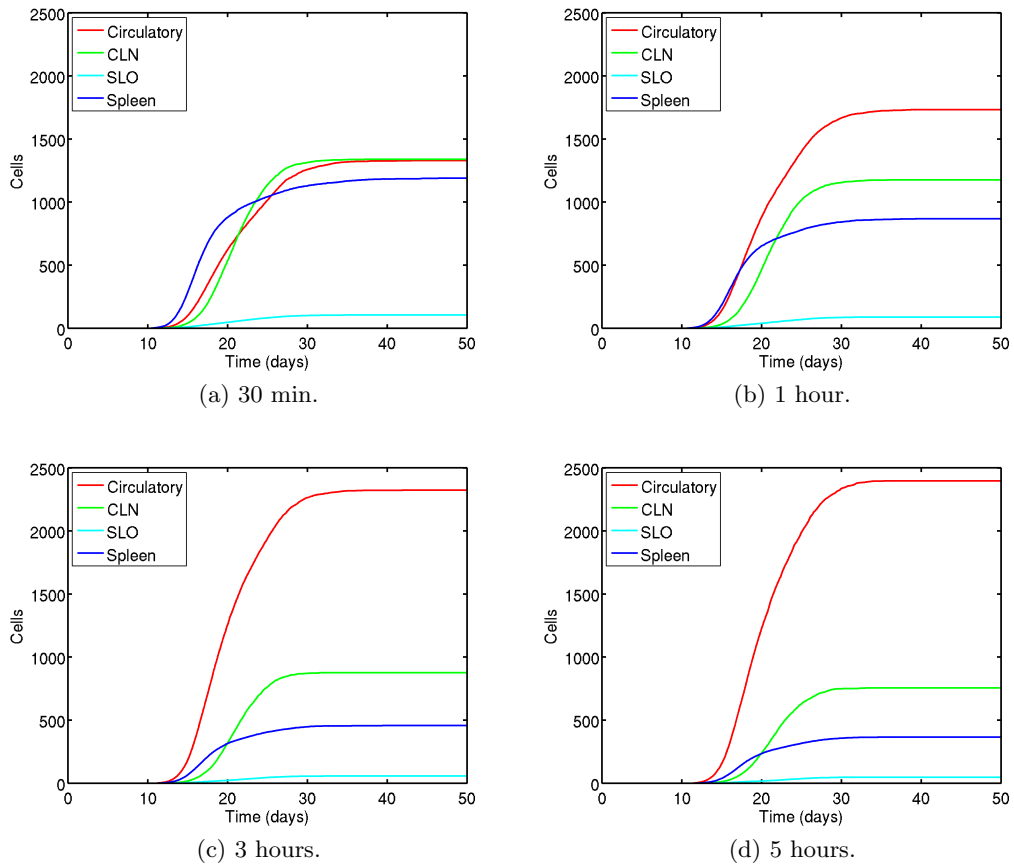 2500
2000
1500
1000
500
0
Cells
Circulatory
CLN
SLO
Spleen
0 10 20 30 40 50
Time (days)
(a) 30 min.
2500
2000
1500
1000
500
0
Cells
Circulatory
CLN
SLO
Spleen
0 10 20 30 40 50
Time (days)
(b) 1 hour.
2500
2000
1500
1000
500
0
Cells
Circulatory
CLN
SLO
Spleen
0 10 20 30 40 50
Time (days)
(c) 3 hours.
2500
2000
1500
1000
500
0
Cells
Circulatory
CLN
SLO
Spleen
0 10 20 30 40 50
Time (days)
(d) 5 hours.